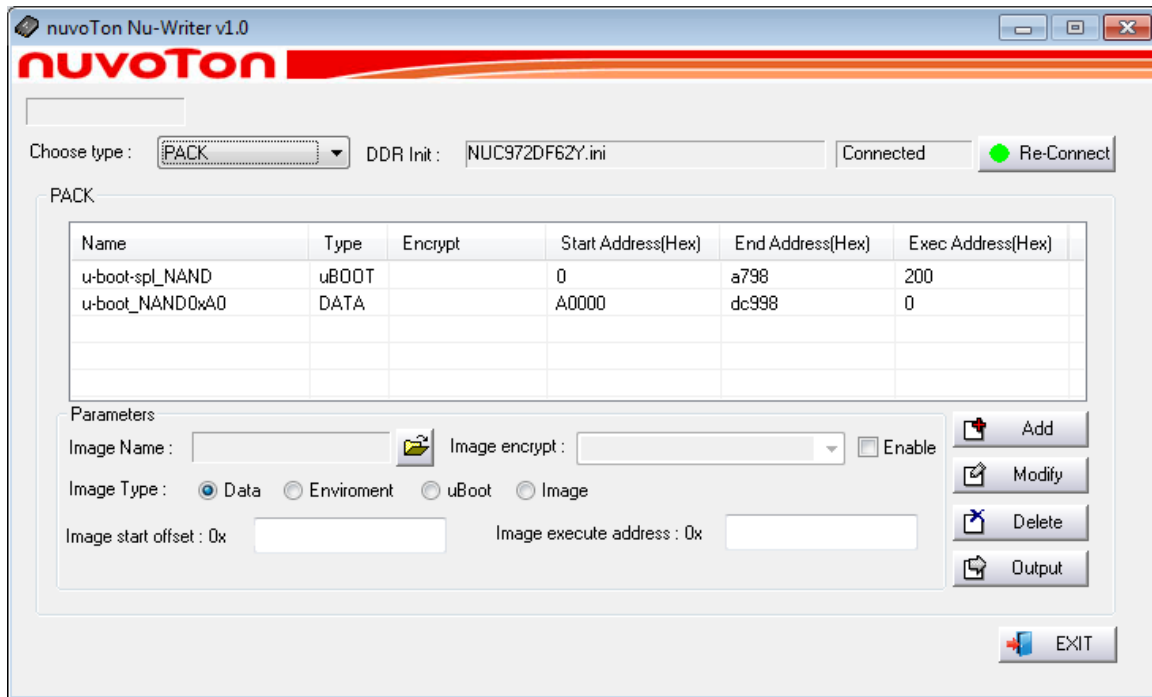 nuvoTon Nu-Writer v1.0
nuvoTon
Choose type : PACK DDR Init : NUC972DF62Y.ini Connected Re-Connect
PACK
Name Type Encrypt Start Address(Hex) End Address(Hex) Exec Address(Hex)
u-boot-spl_NAND uBOOT 0 a798 200
u-boot_NAND0xA0 DATA A0000 dc998 0
Parameters
Image Name : Image encrypt : Enable Add
Image Type : Data Enviroment uBoot Image Modify
Image start offset : 0x Image execute address : 0x Delete
Output
EXIT